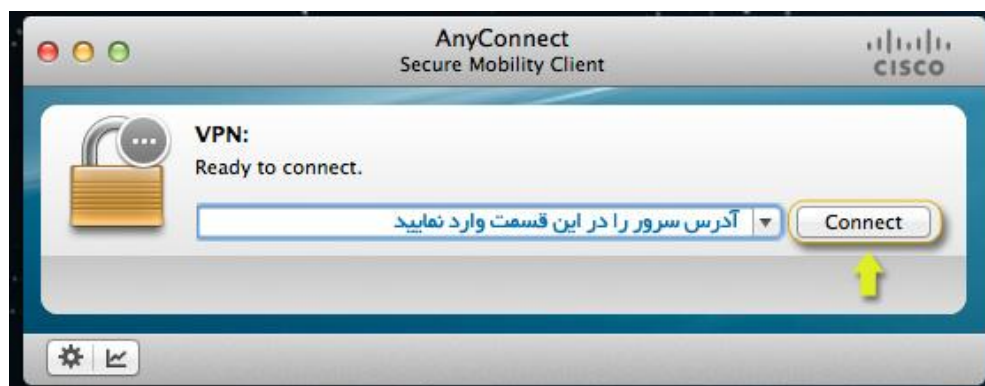 AnyConnect
Secure Mobility Client
CISCO
VPN:
Ready to connect.
آدرس سرور را در این قسمت وارد نمایید
Connect